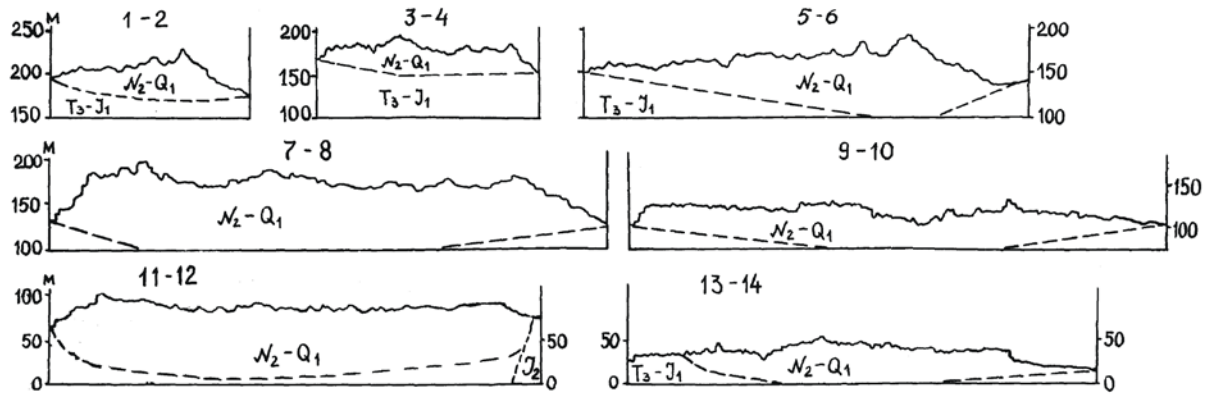 М 1-2 3-4 5-6
250 200 150
N₂-Q₁
T₃-J₁
200 150 100
N₂-Q₁
T₃-J₁
200 150 100
N₂-Q₁
T₃-J₁
М 7-8 9-10
200 150 100
N₂-Q₁
150 100
N₂-Q₁
М 11-12 13-14
100 50 0
N₂-Q₁
J₂
50 0
50 0
T₃-J₁
N₂-Q₁
50 0